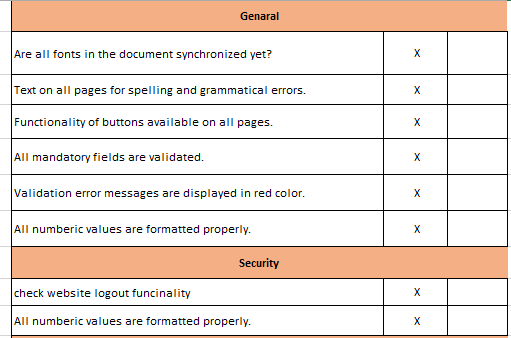 Genaral
Are all fonts in the document synchronized yet? X
Text on all pages for spelling and grammatical errors. X
Functionality of buttons available on all pages. X
All mandatory fields are validated. X
Validation error messages are displayed in red color. X
All numberic values are formatted properly. X
Security
check website logout funcinality X
All numberic values are formatted properly. X